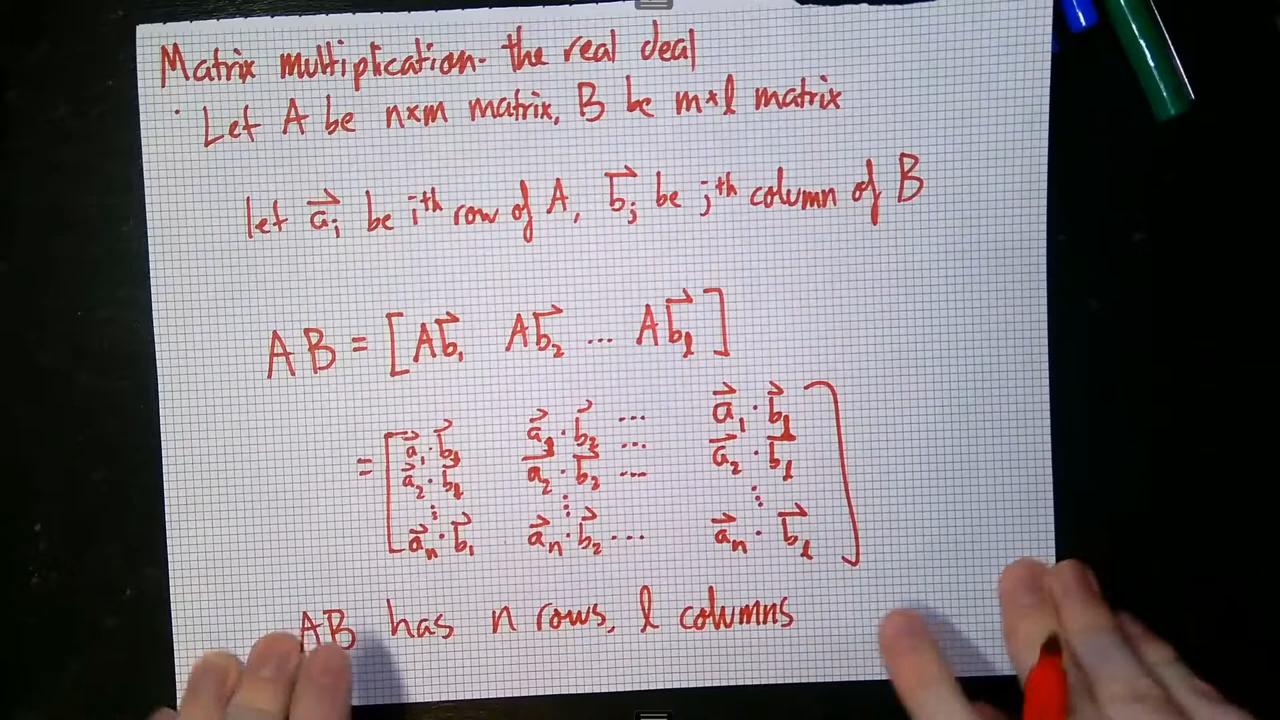 Matrix multiplication- the real deal
· Let A be n×m matrix, B be m×l matrix
let a⃗ᵢ be iᵗʰ row of A, b⃗ⱼ be jᵗʰ column of B
AB = [Ab⃗₁ Ab⃗₂ ... Ab⃗ₗ]
= [a⃗₁·b⃗₁ a⃗₁·b⃗₂ ... a⃗₁·b⃗ₗ
a⃗₂·b⃗₁ a⃗₂·b⃗₂ ... a⃗₂·b⃗ₗ
⋮ ⋮ ... ⋮
a⃗ₙ·b⃗₁ a⃗ₙ·b⃗₂ ... a⃗ₙ·b⃗ₗ]
AB has n rows, l columns